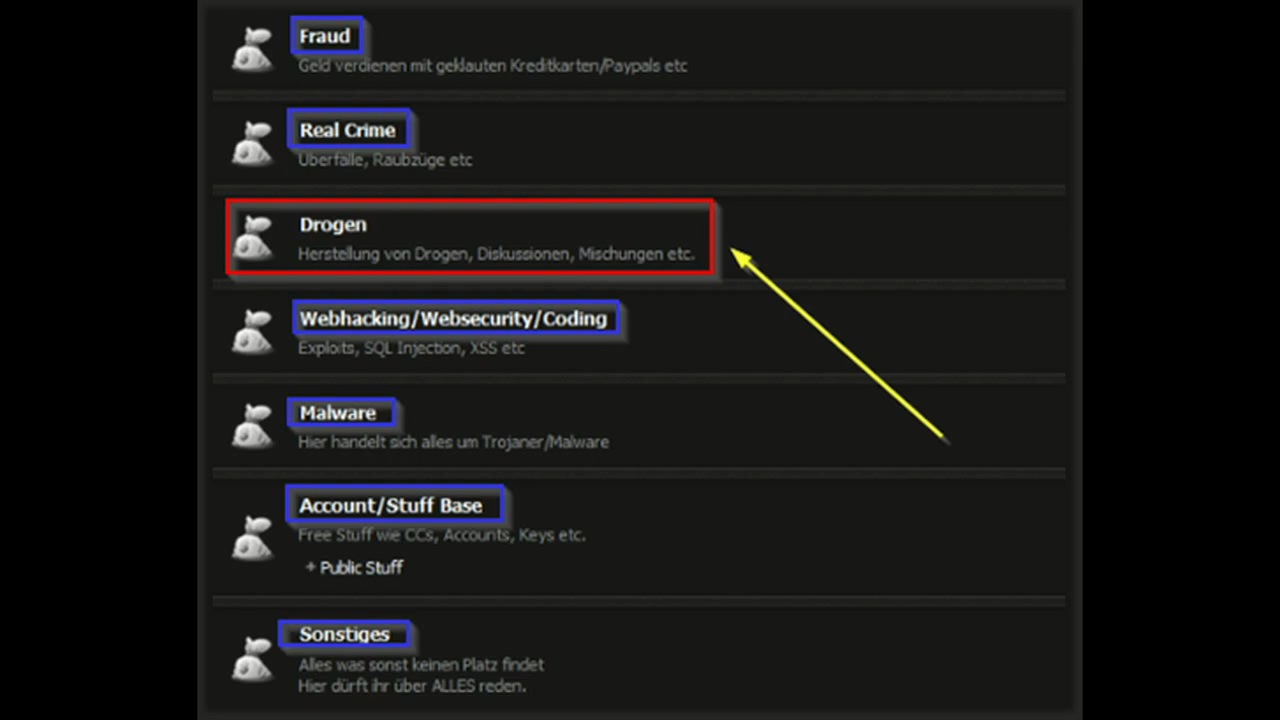 Fraud
Geld verdienen mit geklauten Kreditkarten/Paypals etc
Real Crime
Überfälle, Raubzüge etc
Drogen
Herstellung von Drogen, Diskussionen, Mischungen etc.
Webhacking/Websecurity/Coding
Exploits, SQL Injection, XSS etc
Malware
Hier handelt sich alles um Trojaner/Malware
Account/Stuff Base
Free Stuff wie CCs, Accounts, Keys etc.
+ Public Stuff
Sonstiges
Alles was sonst keinen Platz findet
Hier dürft ihr über ALLES reden.